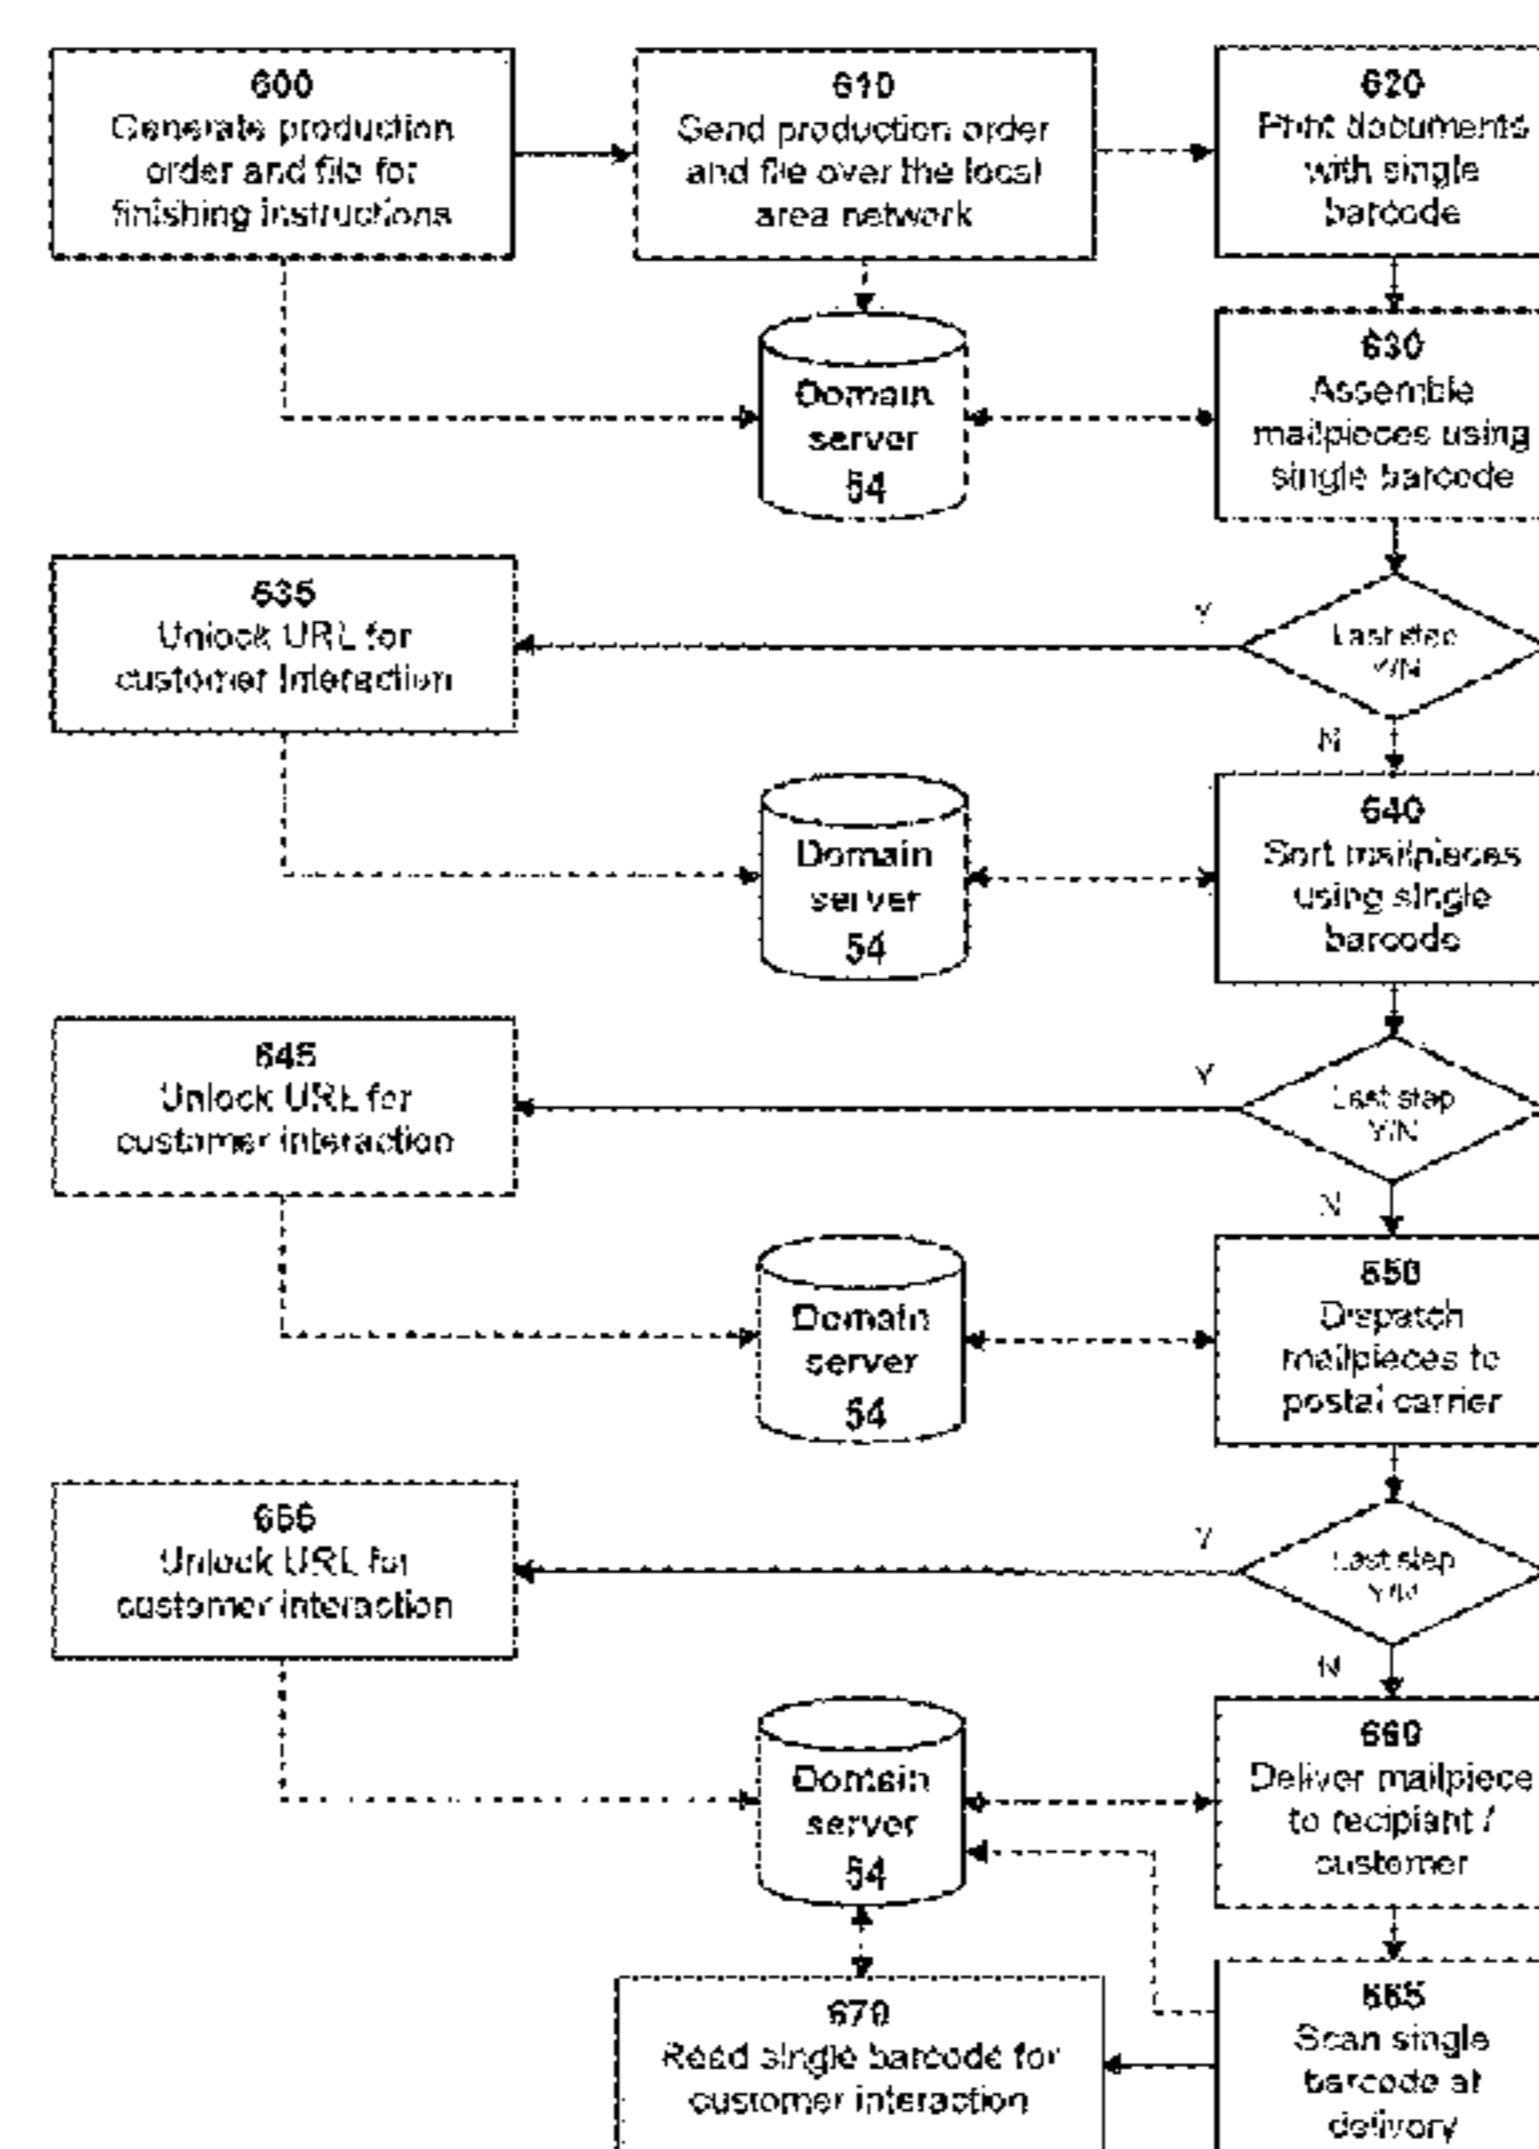 600
Generate production
order and file for
finishing instructions
610
Send production order
and file over the local
area network
620
Print documents
with single
barcode
Domain
server
54
630
Assemble
mailpieces using
single barcode
635
Unlock URL for
customer Interaction
Y
Last step
Y/N
N
Domain
server
54
640
Sort mailpieces
using single
barcode
645
Unlock URL for
customer interaction
Y
Last step
Y/N
N
Domain
server
54
650
Dispatch
mailpieces to
postal carrier
655
Unlock URL for
customer interaction
Y
Last step
Y/N
N
Domain
server
54
660
Deliver mailpiece
to recipiant /
customer
670
Read single barcode for
customer interaction
665
Scan single
barcode at
delivery